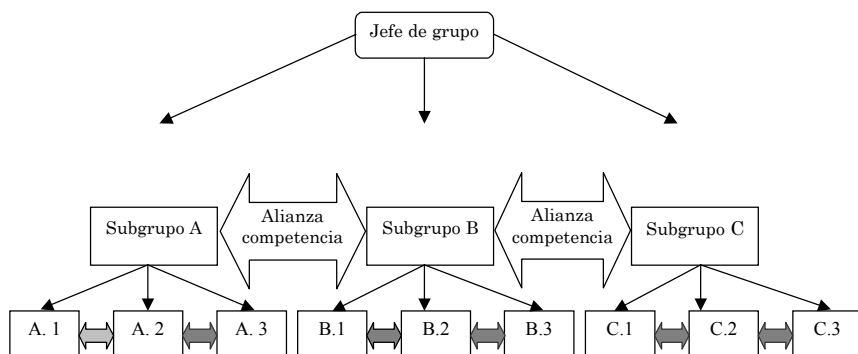 Jefe de grupo
Alianza
competencia
Alianza
competencia
Subgrupo A
Subgrupo B
Subgrupo C
A. 1
A. 2
A. 3
B.1
B.2
B.3
C.1
C.2
C.3